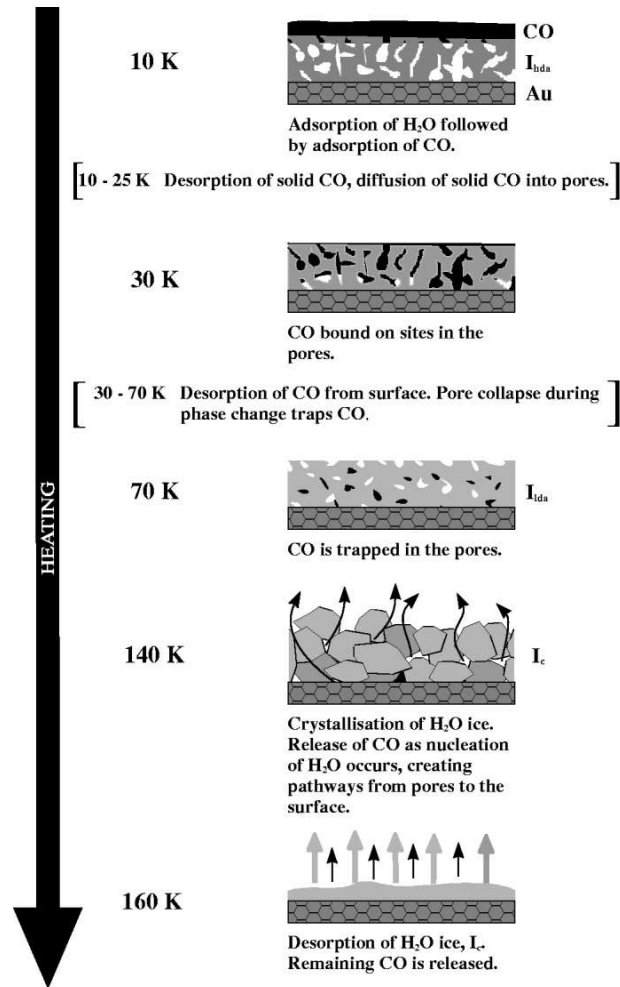 10 K
CO
I_hda
Au
Adsorption of H₂O followed
by adsorption of CO.
[10 - 25 K Desorption of solid CO, diffusion of solid CO into pores.]
30 K
CO bound on sites in the
pores.
[30 - 70 K Desorption of CO from surface. Pore collapse during
phase change traps CO.]
HEATING
70 K
I_lda
CO is trapped in the pores.
140 K
I_c
Crystallisation of H₂O ice.
Release of CO as nucleation
of H₂O occurs, creating
pathways from pores to the
surface.
160 K
Desorption of H₂O ice, I_c.
Remaining CO is released.